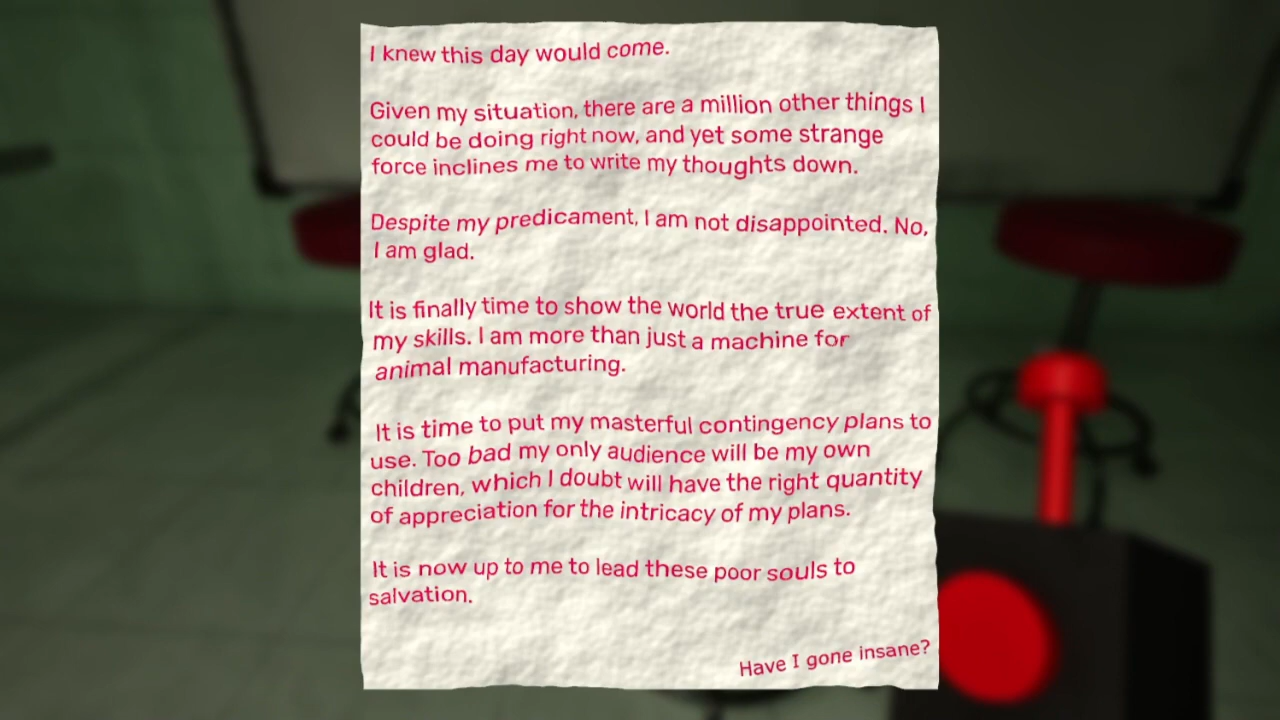 I knew this day would come.
Given my situation, there are a million other things I
could be doing right now, and yet some strange
force inclines me to write my thoughts down.
Despite my predicament, I am not disappointed. No,
I am glad.
It is finally time to show the world the true extent of
my skills. I am more than just a machine for
animal manufacturing.
It is time to put my masterful contingency plans to
use. Too bad my only audience will be my own
children, which I doubt will have the right quantity
of appreciation for the intricacy of my plans.
It is now up to me to lead these poor souls to
salvation.
Have I gone insane?